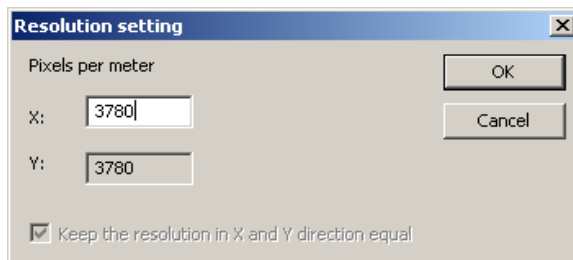 Resolution setting
Pixels per meter
OK
X: 3780
Cancel
Y: 3780
Keep the resolution in X and Y direction equal